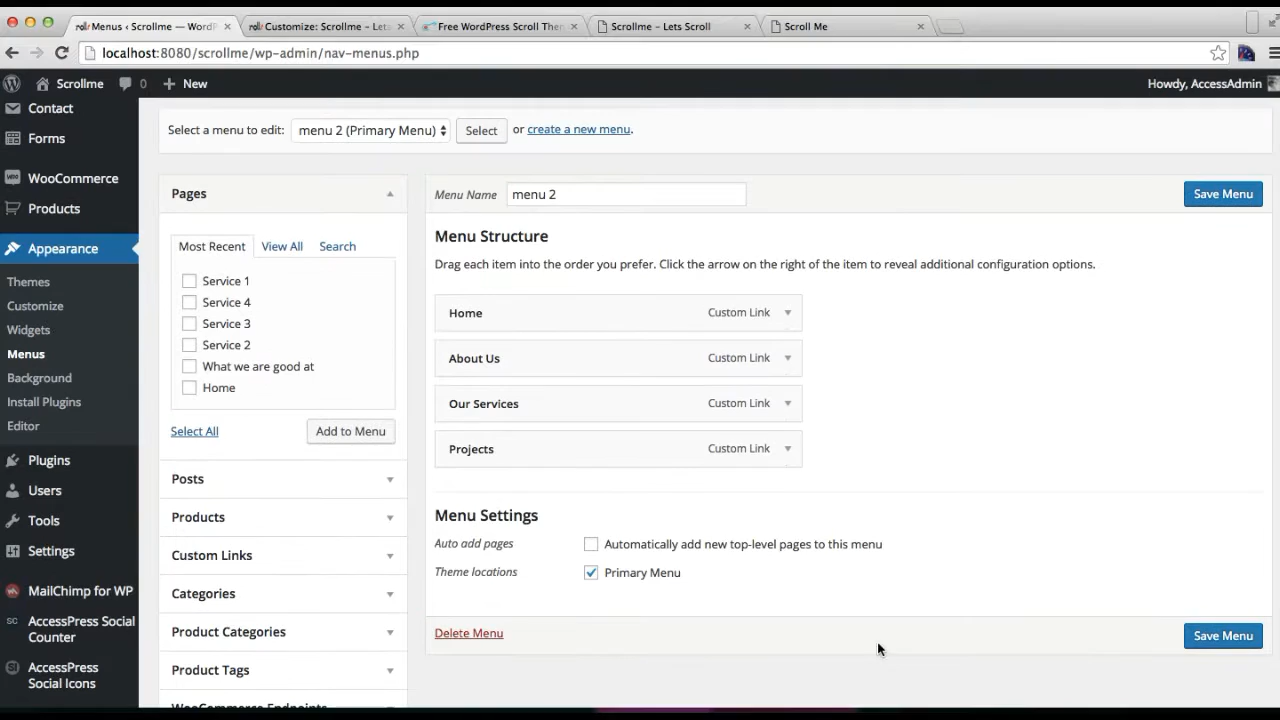 Menus ‹ Scrollme — WordP
Customize: Scrollme – Lets
Free WordPress Scroll Them
Scrollme – Lets Scroll
Scroll Me
localhost:8080/scrollme/wp-admin/nav-menus.php
Scrollme 0 New Howdy, AccessAdmin
Contact
Forms
WooCommerce
Products
Appearance
Themes
Customize
Widgets
Menus
Background
Install Plugins
Editor
Plugins
Users
Tools
Settings
MailChimp for WP
SC AccessPress Social
Counter
AccessPress
Social Icons
Select a menu to edit: menu 2 (Primary Menu) Select or create a new menu.
Pages
Most Recent View All Search
Service 1
Service 4
Service 3
Service 2
What we are good at
Home
Select All Add to Menu
Posts
Products
Custom Links
Categories
Product Categories
Product Tags
WooCommerce Endpoints
Menu Name menu 2 Save Menu
Menu Structure
Drag each item into the order you prefer. Click the arrow on the right of the item to reveal additional configuration options.
Home Custom Link
About Us Custom Link
Our Services Custom Link
Projects Custom Link
Menu Settings
Auto add pages Automatically add new top-level pages to this menu
Theme locations Primary Menu
Delete Menu Save Menu